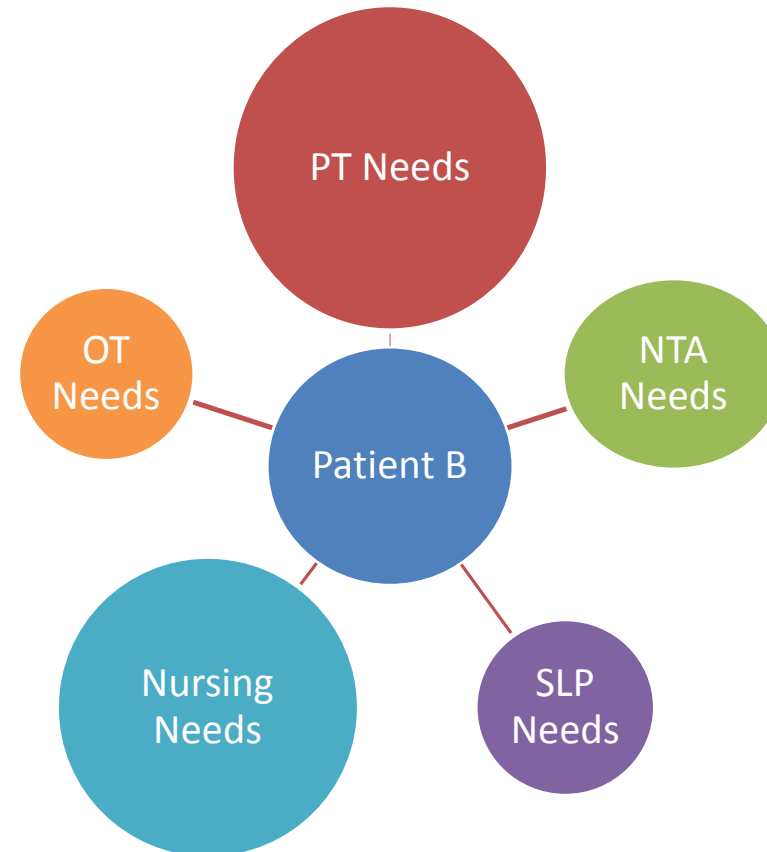 PT Needs
OT
Needs
NTA
Needs
Patient B
Nursing
Needs
SLP
Needs